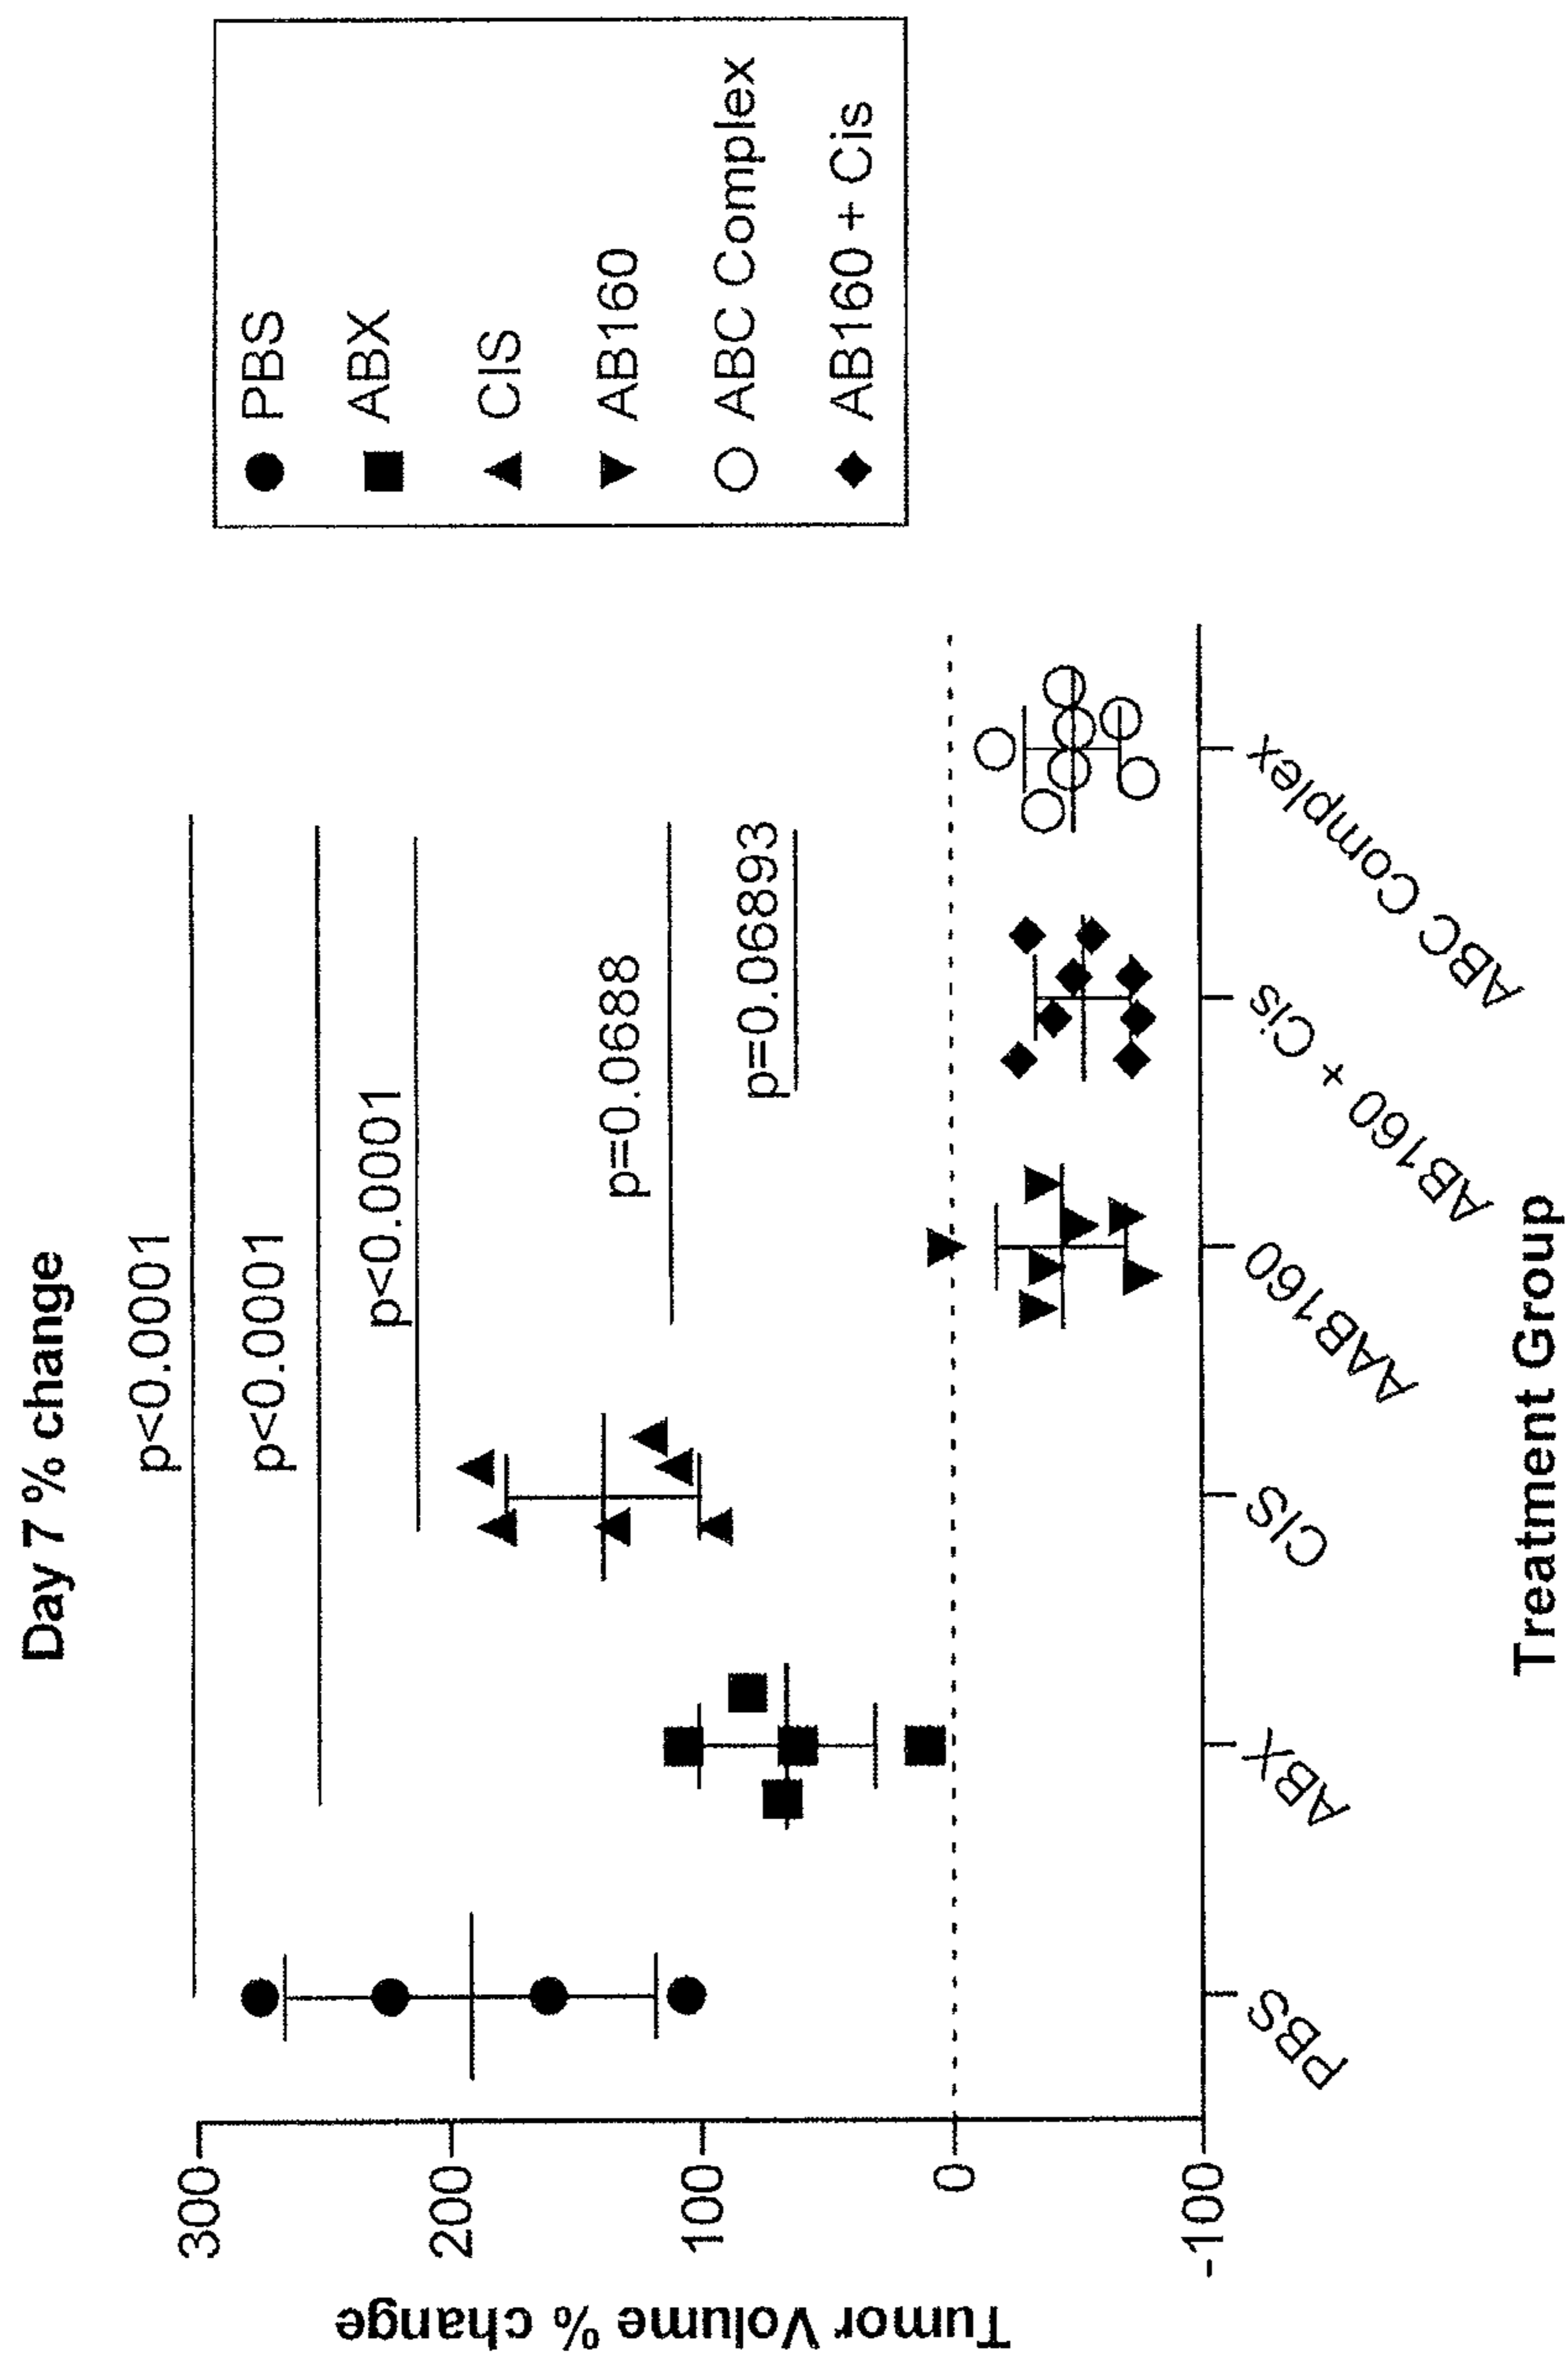 Day 7 % change
p<0.0001
p<0.0001
p<0.0001
p=0.0688
p=0.06893
300
200
100
0
-100
Tumor Volume % change
PBS
ABX
CIS
AAB160
AB160 + Cis
ABC Complex
Treatment Group
PBS
ABX
CIS
AB160
ABC Complex
AB160 + Cis